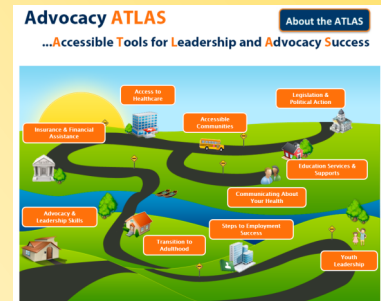 Advocacy ATLAS
About the ATLAS
...Accessible Tools for Leadership and Advocacy Success
Access to
Healthcare
Legislation &
Political Action
Accessible
Communities
Insurance & Financial
Assistance
Education Services &
Supports
Communicating About
Your Health
Advocacy &
Leadership Skills
Steps to Employment
Success
Transition to
Adulthood
Youth
Leadership